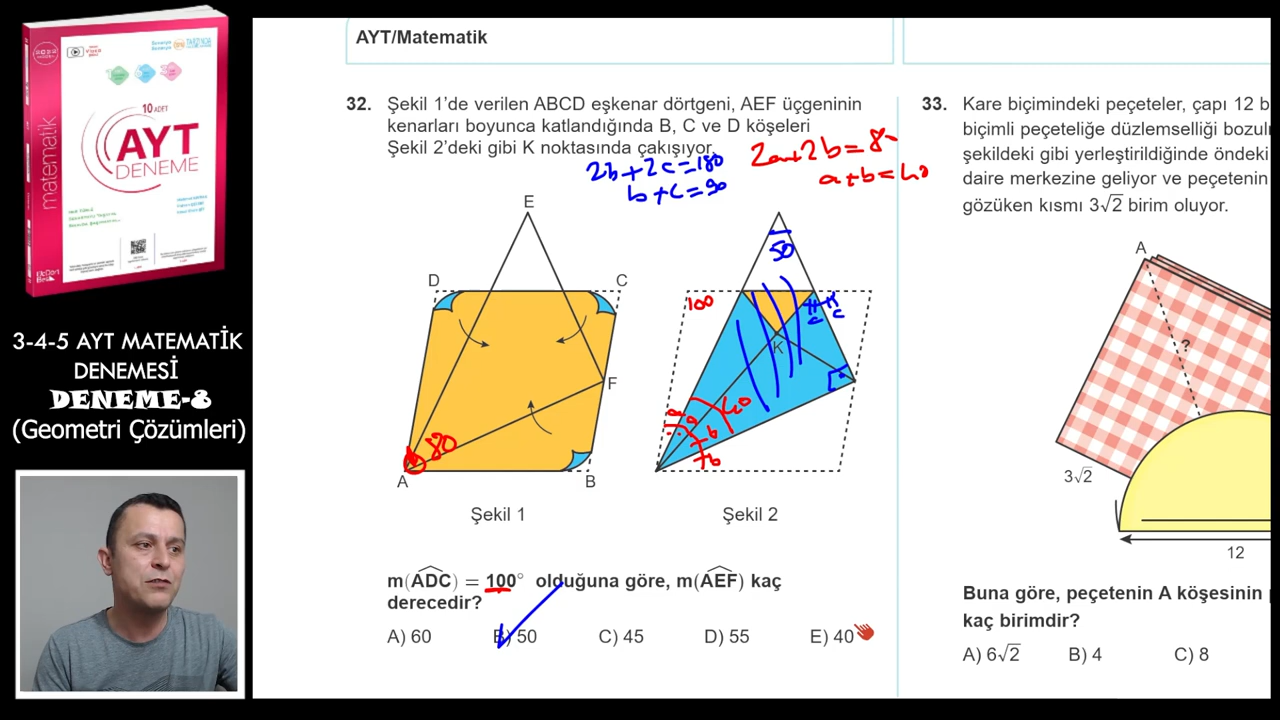 matematik
10 ADET
AYT
DENEME
3-4-5 AYT MATEMATİK
DENEMESİ
DENEME-8
(Geometri Çözümleri)
AYT/Matematik
32. Şekil 1'de verilen ABCD eşkenar dörtgeni, AEF üçgeninin
kenarları boyunca katlandığında B, C ve D köşeleri
Şekil 2'deki gibi K noktasında çakışıyor.
2b+2c=180
b+c=90
2a+2b=80
a+b=40
E
D
C
F
80
A
B
Şekil 1
50
100
c
c
K
a
a
40
b
b
Şekil 2
m(ADC) = 100° olduğuna göre, m(AEF) kaç
derecedir?
A) 60 B) 50 C) 45 D) 55 E) 40
33. Kare biçimindeki peçeteler, çapı 12 b
biçimli peçeteliğe düzlemselliği bozul
şekildeki gibi yerleştirildiğinde öndeki
daire merkezine geliyor ve peçetenin
gözüken kısmı 3√2 birim oluyor.
A
?
3√2
12
Buna göre, peçetenin A köşesinin
kaç birimdir?
A) 6√2 B) 4 C) 8